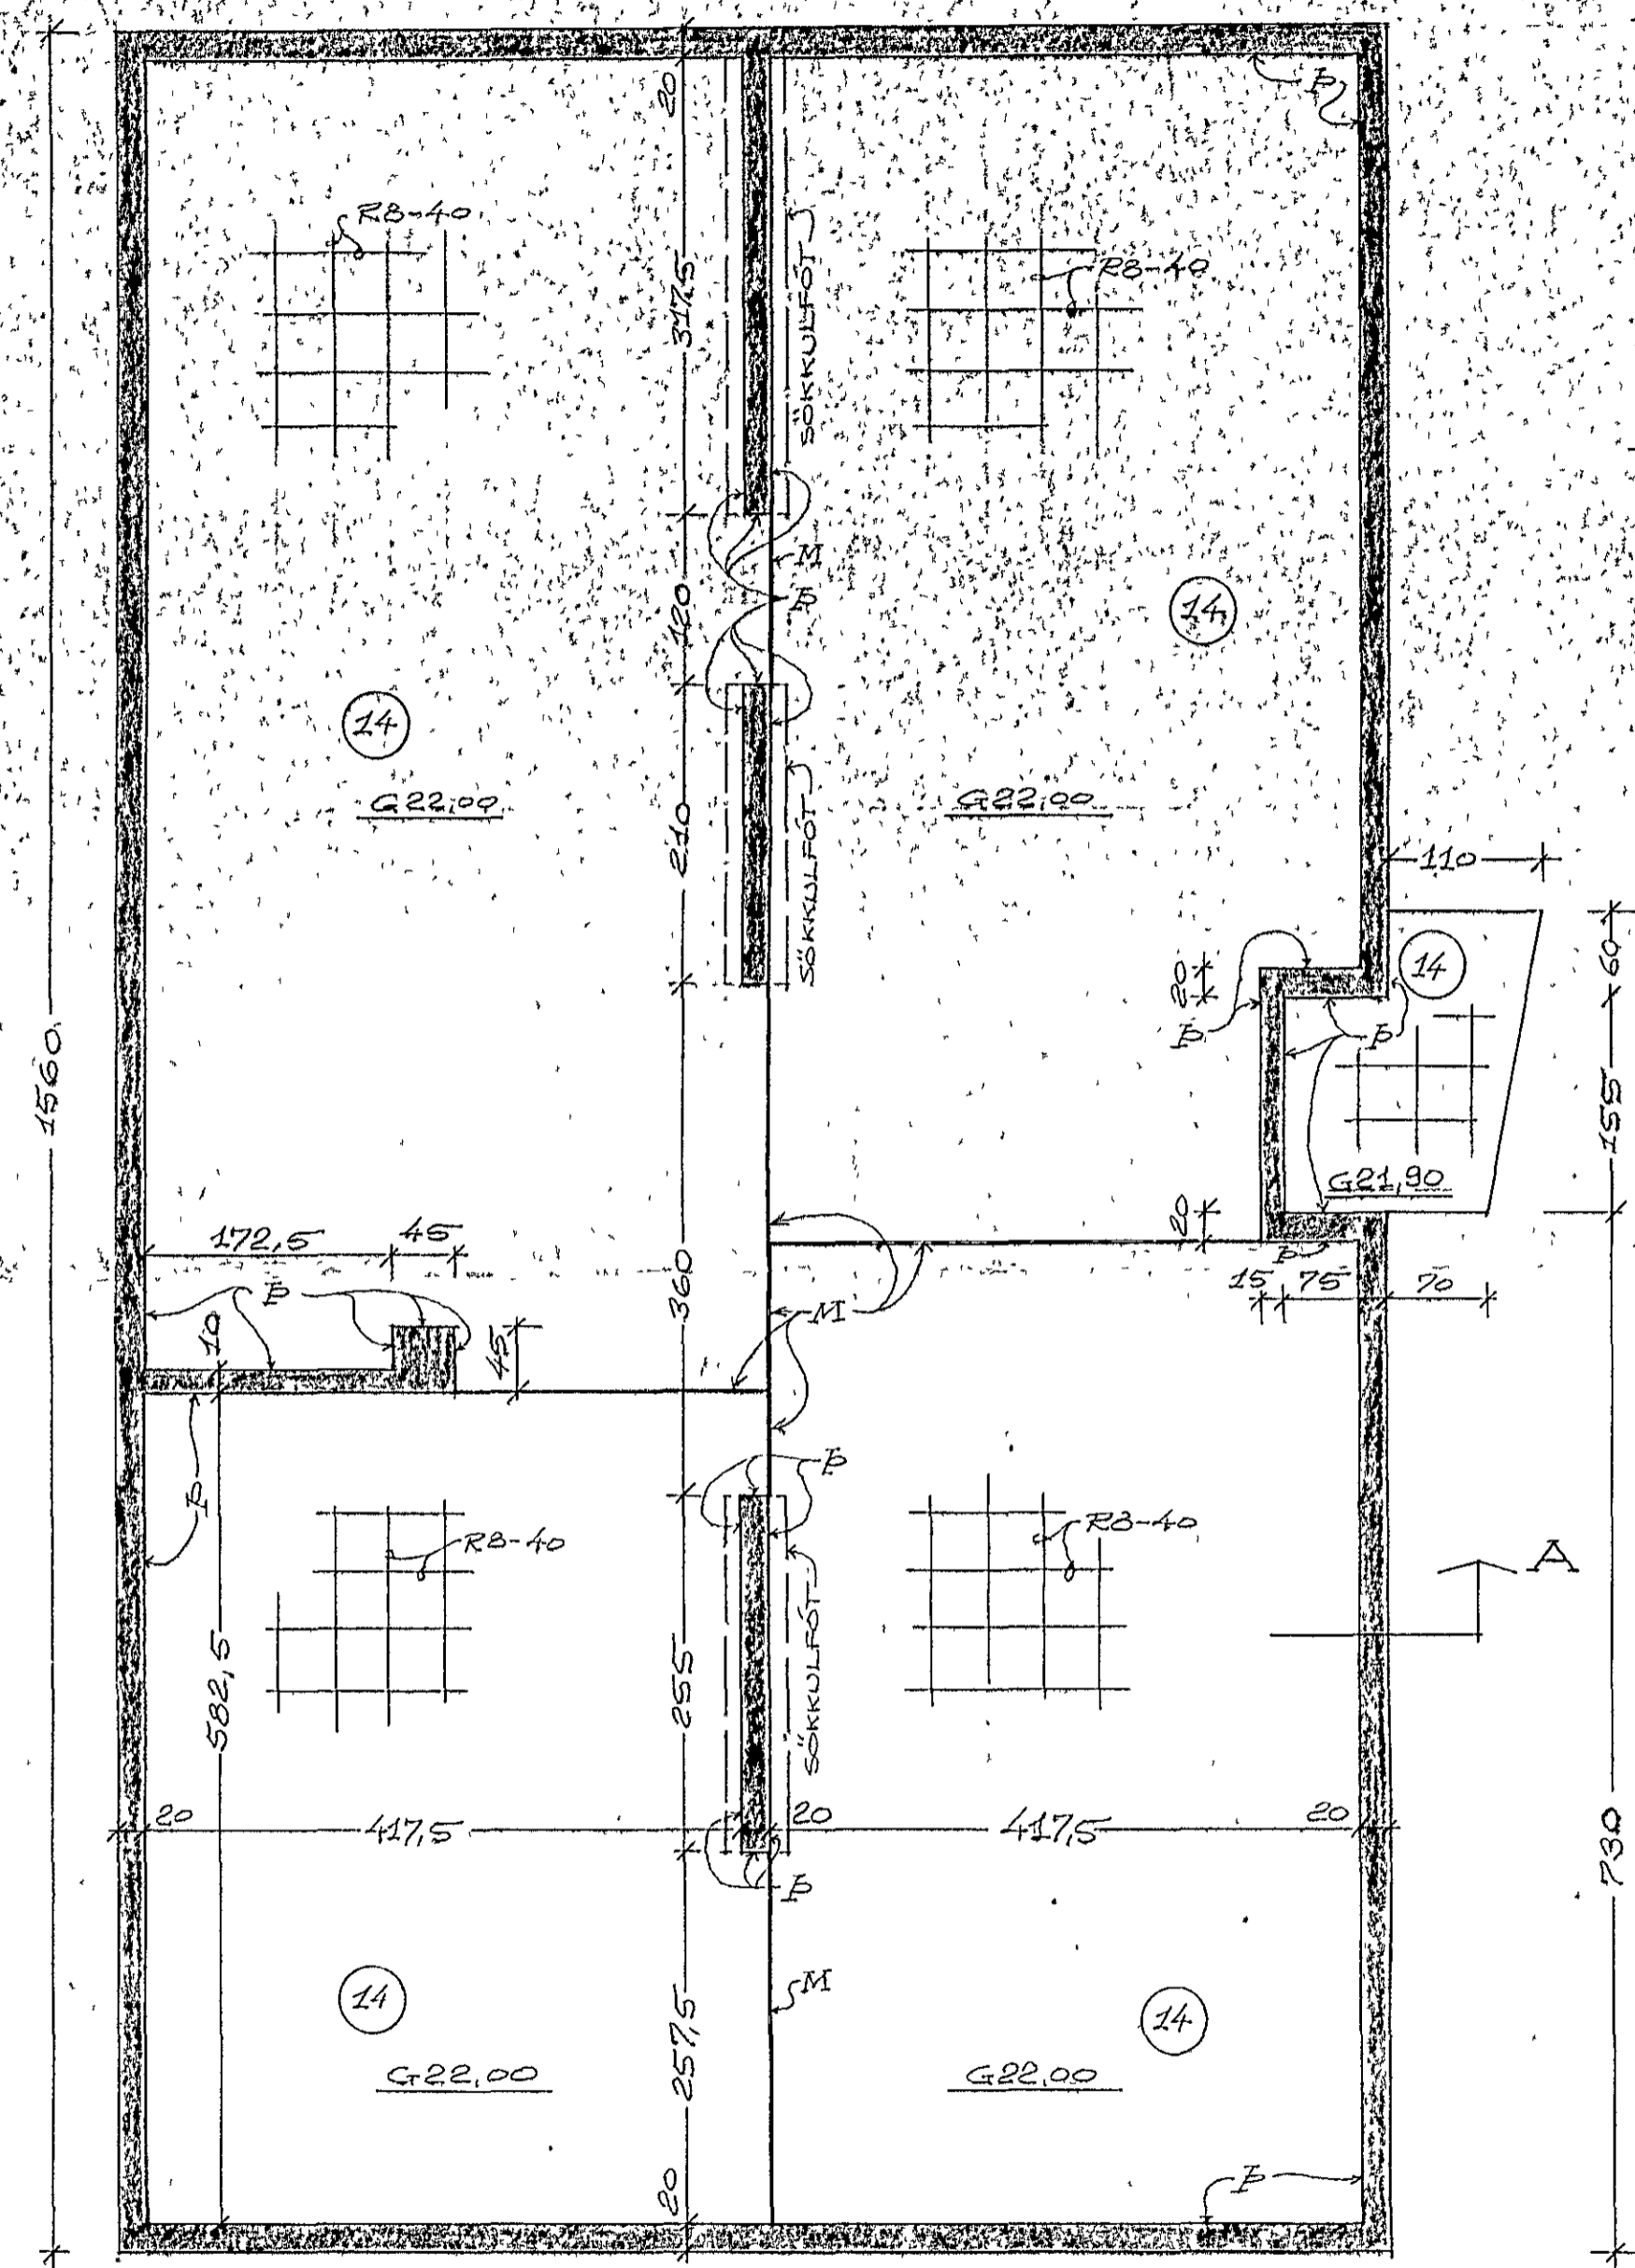 20
Þ
R8-40
R8-40
317,5
SÖKKULFÓT
M
Þ
120
14
14
G22,00
G22,00
210
SÖKKULFÓT
110
60
14
20
Þ
Þ
1560
155
G21,90
20
172,5
45
Þ
15
75
70
360
Þ
M
10
45
Þ
Þ
R8-40
R8-40
A
582,5
255
SÖKKULFÓT
20
417,5
20
417,5
20
730
Þ
M
14
14
257,5
G22,00
G22,00
Þ
20